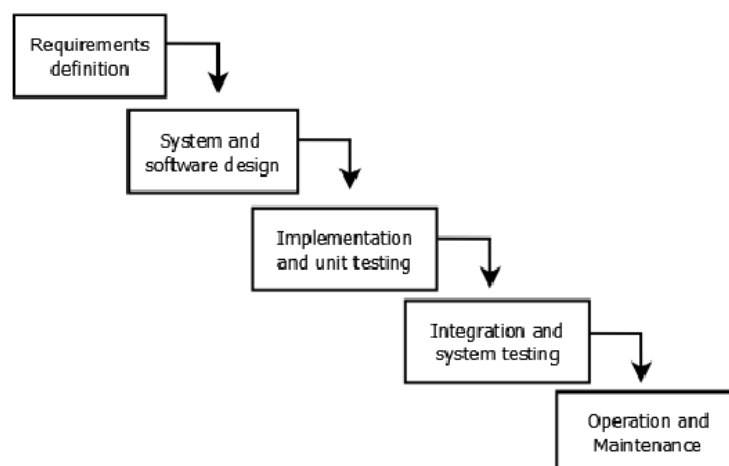 Requirements
definition
System and
software design
Implementation
and unit testing
Integration and
system testing
Operation and
Maintenance